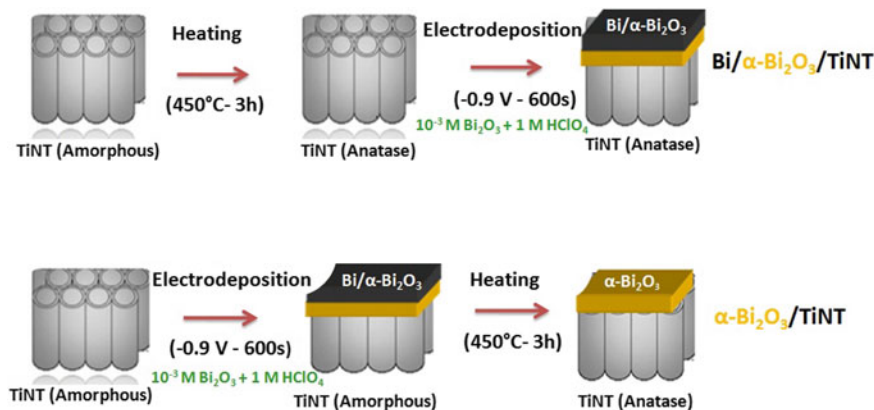 Heating
(450°C- 3h)
TiNT (Amorphous)
TiNT (Anatase)
Electrodeposition
(-0.9 V - 600s)
10⁻³ M Bi₂O₃ + 1 M HClO₄
Bi/α-Bi₂O₃
TiNT (Anatase)
Bi/α-Bi₂O₃/TiNT
Electrodeposition
(-0.9 V - 600s)
10⁻³ M Bi₂O₃ + 1 M HClO₄
TiNT (Amorphous)
Bi/α-Bi₂O₃
TiNT (Amorphous)
Heating
(450°C- 3h)
α-Bi₂O₃
TiNT (Anatase)
α-Bi₂O₃/TiNT